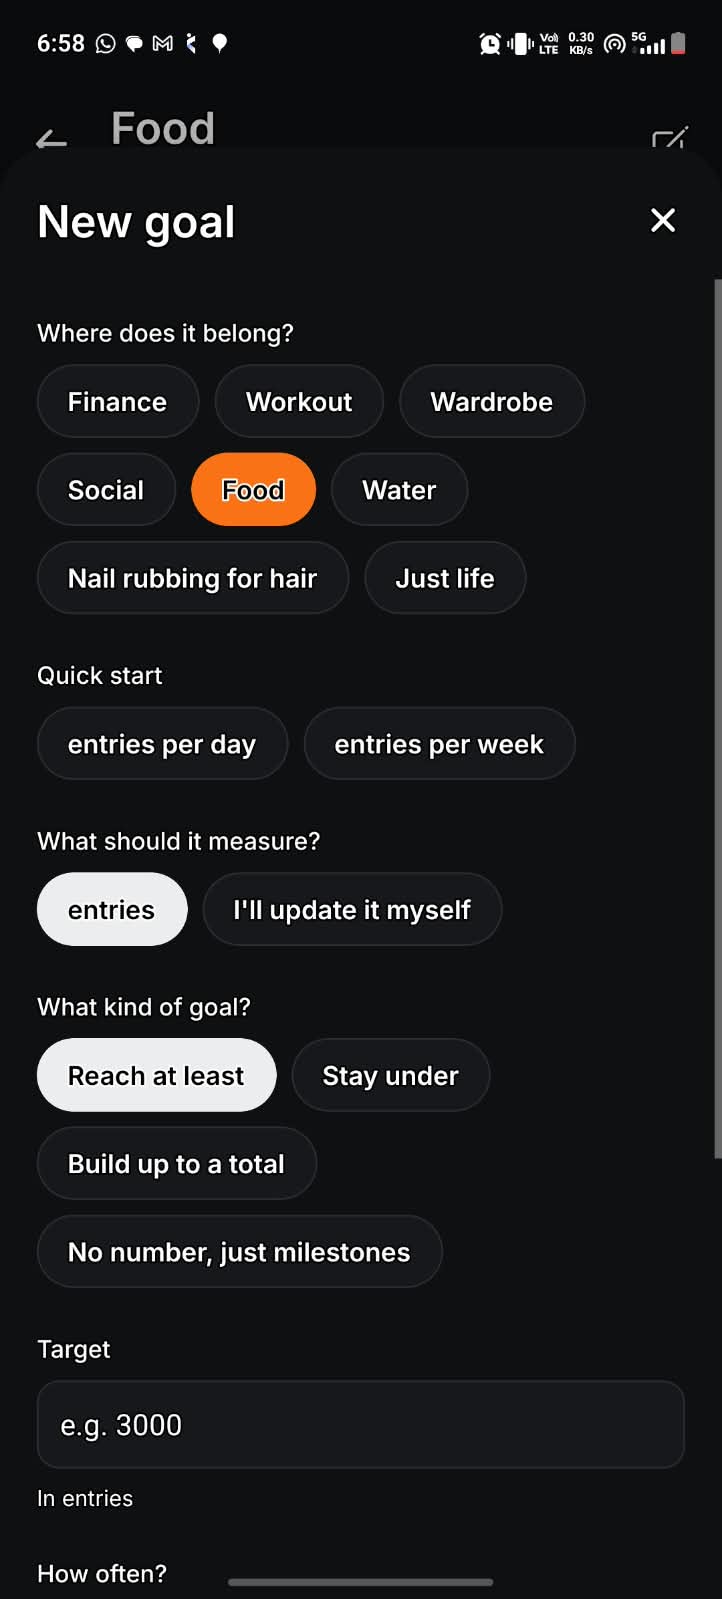 6:58 Vo) LTE 0.30 KB/s 5G
Food
New goal
Where does it belong?
Finance Workout Wardrobe
Social Food Water
Nail rubbing for hair Just life
Quick start
entries per day entries per week
What should it measure?
entries I'll update it myself
What kind of goal?
Reach at least Stay under
Build up to a total
No number, just milestones
Target
e.g. 3000
In entries
How often?